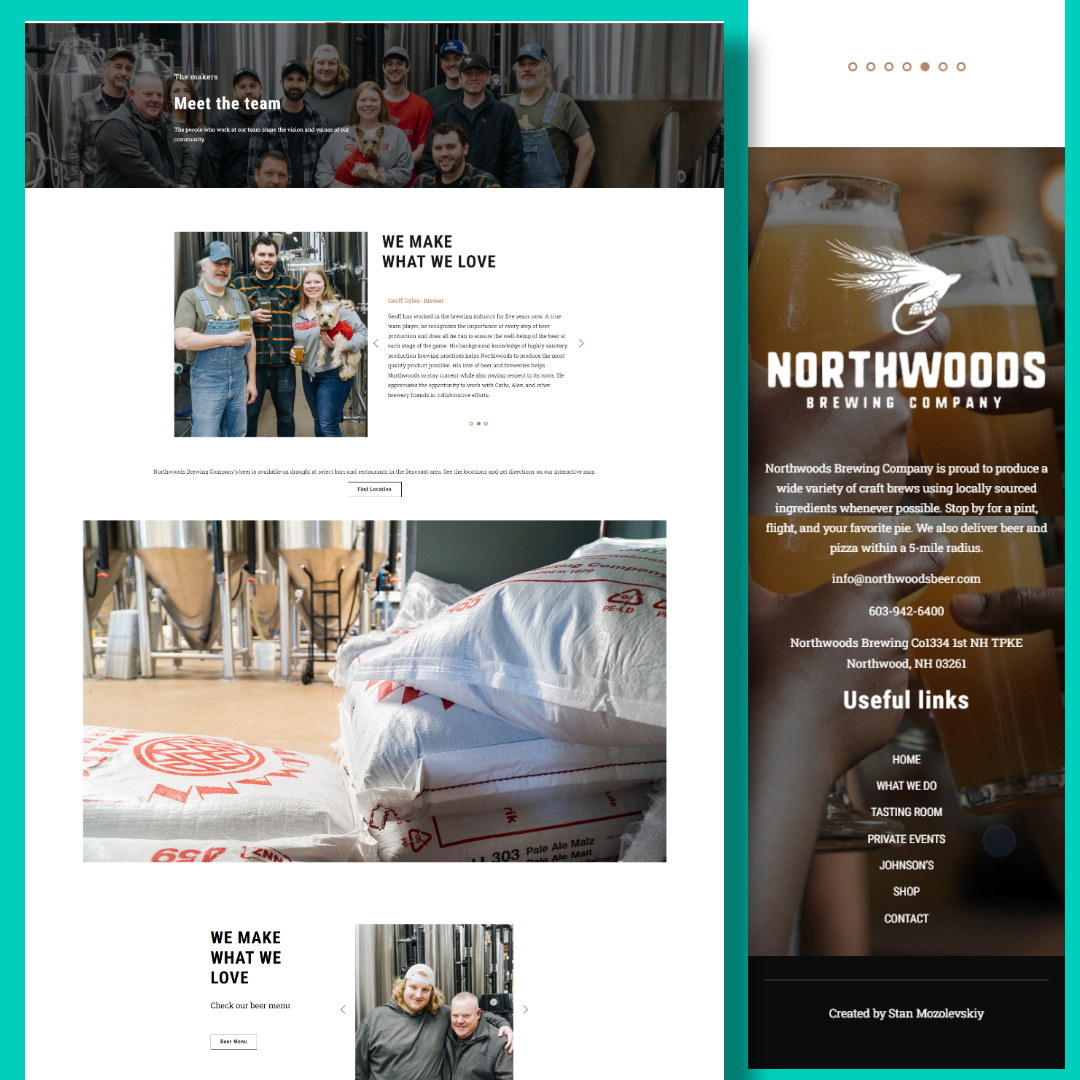 The makers
Meet the team
The people who work at our team share the vision and values of our
community.
WE MAKE
WHAT WE LOVE
Geoff Gyles- Brewer
Geoff has worked in the brewing industry for five years now. A true
team player, he recognizes the importance of every step of beer
production and does all he can to ensure the well-being of the beer at
each stage of the game. His background knowledge of highly sanitary
production brewing practices helps Northwoods to produce the most
quality product possible. His love of beer and breweries helps
Northwoods to stay current while also paying respect to its roots. He
appreciates the opportunity to work with Cathi, Alex, and other
brewery friends in collaborative efforts.
Northwoods Brewing Company's beer is available on draught at select bars and restaurants in the Seacoast area. See the locations and get directions on our interactive map.
Find Location
PE-LD
PE
303 Pale Ale Malz
Pale Ale Malt
WE MAKE
WHAT WE
LOVE
Check our beer menu
Beer Menu
NORTHWOODS
BREWING COMPANY
Northwoods Brewing Company is proud to produce a
wide variety of craft brews using locally sourced
ingredients whenever possible. Stop by for a pint,
flight, and your favorite pie. We also deliver beer and
pizza within a 5-mile radius.
info@northwoodsbeer.com
603-942-6400
Northwoods Brewing Co1334 1st NH TPKE
Northwood, NH 03261
Useful links
HOME
WHAT WE DO
TASTING ROOM
PRIVATE EVENTS
JOHNSON'S
SHOP
CONTACT
Created by Stan Mozolevskiy